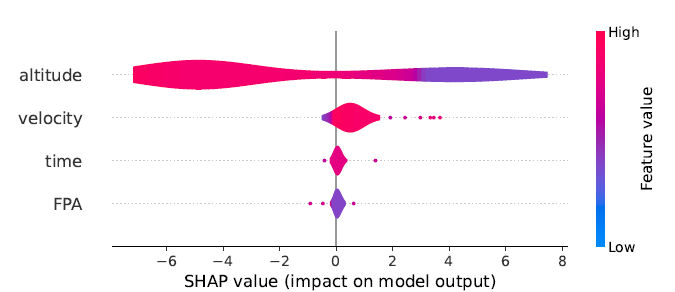 altitude
velocity
time
FPA
−6 −4 −2 0 2 4 6 8
SHAP value (impact on model output)
High
Feature value
Low